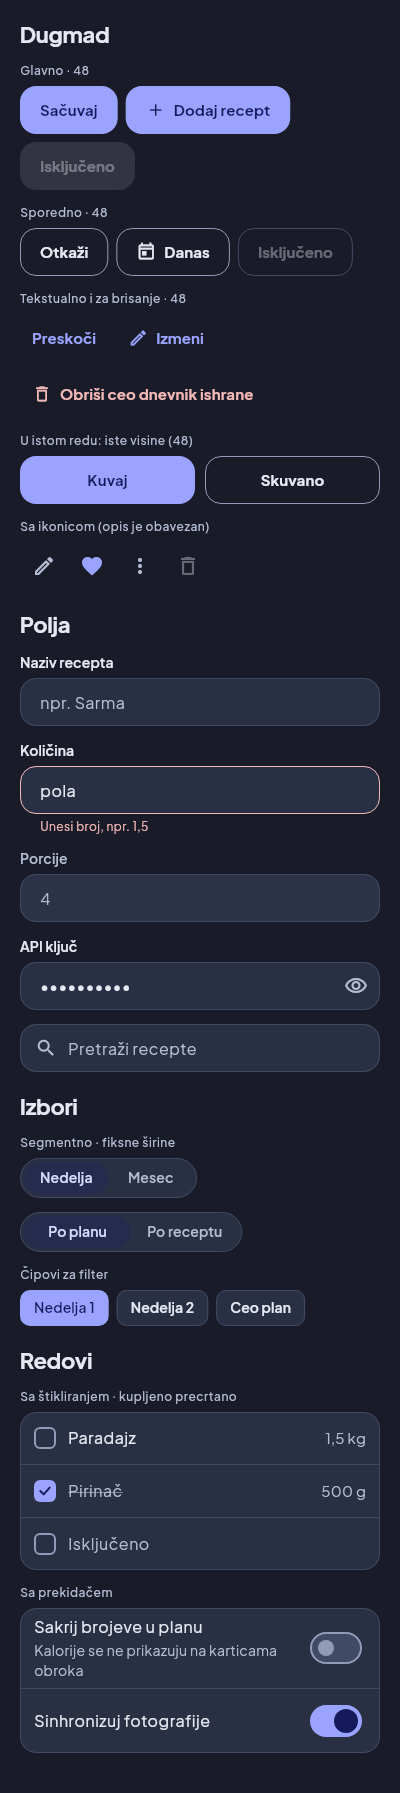 Dugmad
Glavno · 48
Sačuvaj
+ Dodaj recept
Isključeno
Sporedno · 48
Otkaži
Danas
Isključeno
Tekstualno i za brisanje · 48
Preskoči
Izmeni
Obriši ceo dnevnik ishrane
U istom redu: iste visine (48)
Kuvaj
Skuvano
Sa ikonicom (opis je obavezan)
Polja
Naziv recepta
npr. Sarma
Količina
pola
Unesi broj, npr. 1,5
Porcije
4
API ključ
••••••••••
Pretraži recepte
Izbori
Segmentno · fiksne širine
Nedelja
Mesec
Po planu
Po receptu
Čipovi za filter
Nedelja 1
Nedelja 2
Ceo plan
Redovi
Sa štikliranjem · kupljeno precrtano
Paradajz
1,5 kg
Pirinač
500 g
Isključeno
Sa prekidačem
Sakrij brojeve u planu
Kalorije se ne prikazuju na karticama
obroka
Sinhronizuj fotografije